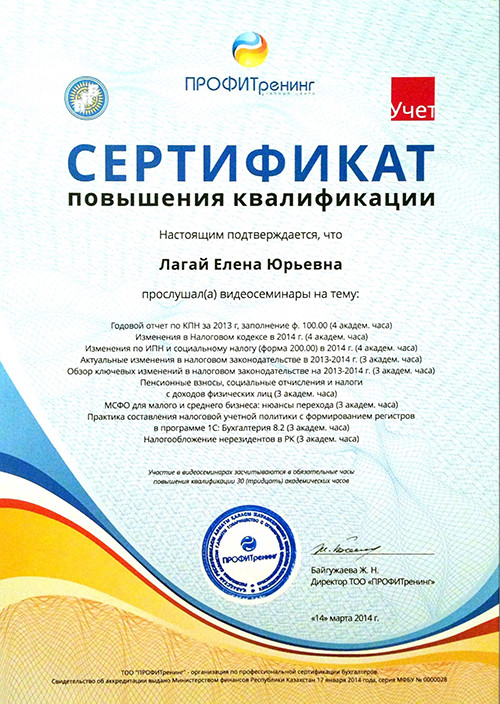 ПРОФИТренинг
учебный центр
Учет
СЕРТИФИКАТ
повышения квалификации
Настоящим подтверждается, что
Лагай Елена Юрьевна
прослушал(а) видеосеминары на тему:
Годовой отчет по КПН за 2013 г, заполнение ф. 100.00 (4 академ. часа)
Изменения в Налоговом кодексе в 2014 г. (4 академ. часа)
Изменения по ИПН и социальному налогу (форма 200.00) в 2014 г. (4 академ. часа)
Актуальные изменения в налоговом законодательстве в 2013-2014 г. (3 академ. часа)
Обзор ключевых изменений в налоговом законодательстве на 2013-2014 г. (3 академ. часа)
Пенсионные взносы, социальные отчисления и налоги
с доходов физических лиц (3 академ. часа)
МСФО для малого и среднего бизнеса: нюансы перехода (3 академ. часа)
Практика составления налоговой учетной политики с формированием регистров
в программе 1С: Бухгалтерия 8.2 (3 академ. часа)
Налогообложение нерезидентов в РК (3 академ. часа)
Участие в видеосеминарах засчитываются в обязательные часы
повышения квалификации 30 (тридцать) академических часов
ПРОФИТренинг
Байгужаева Ж. Н.
Директор ТОО «ПРОФИТренинг»
«14» марта 2014 г.
ТОО "ПРОФИТренинг" - организация по профессиональной сертификации бухгалтеров.
Свидетельство об аккредитации выдано Министерством финансов Республики Казахстан 17 января 2014 года, серия МФБУ № 0000028